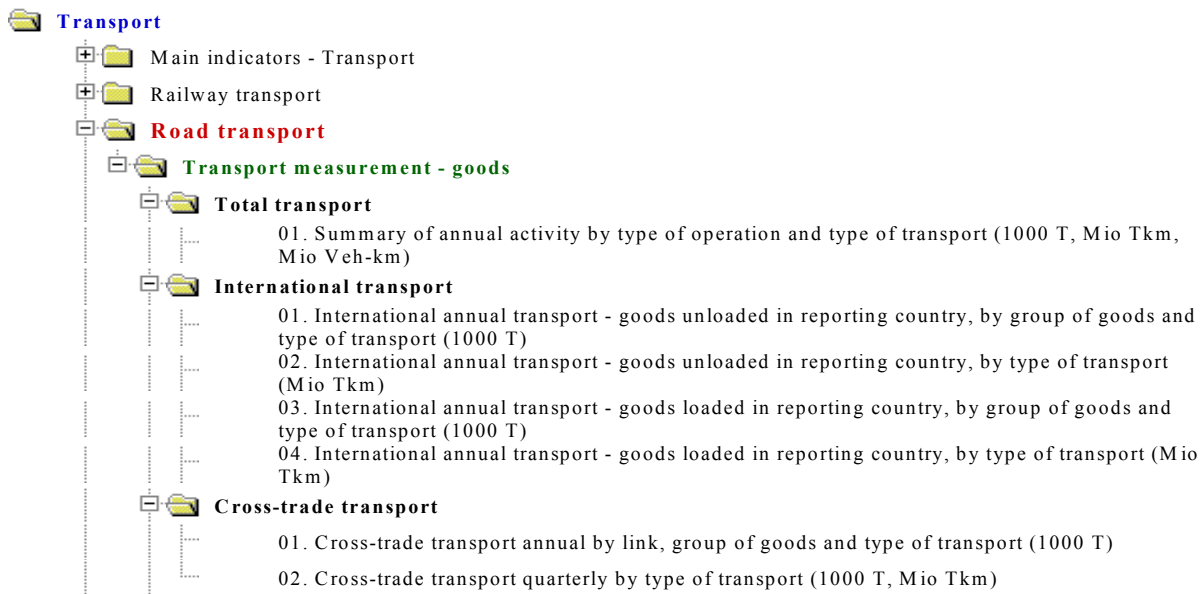 Transport
Main indicators - Transport
Railway transport
Road transport
Transport measurement - goods
Total transport
01. Summary of annual activity by type of operation and type of transport (1000 T, Mio Tkm,
Mio Veh-km)
International transport
01. International annual transport - goods unloaded in reporting country, by group of goods and
type of transport (1000 T)
02. International annual transport - goods unloaded in reporting country, by type of transport
(Mio Tkm)
03. International annual transport - goods loaded in reporting country, by group of goods and
type of transport (1000 T)
04. International annual transport - goods loaded in reporting country, by type of transport (Mio
Tkm)
Cross-trade transport
01. Cross-trade transport annual by link, group of goods and type of transport (1000 T)
02. Cross-trade transport quarterly by type of transport (1000 T, Mio Tkm)